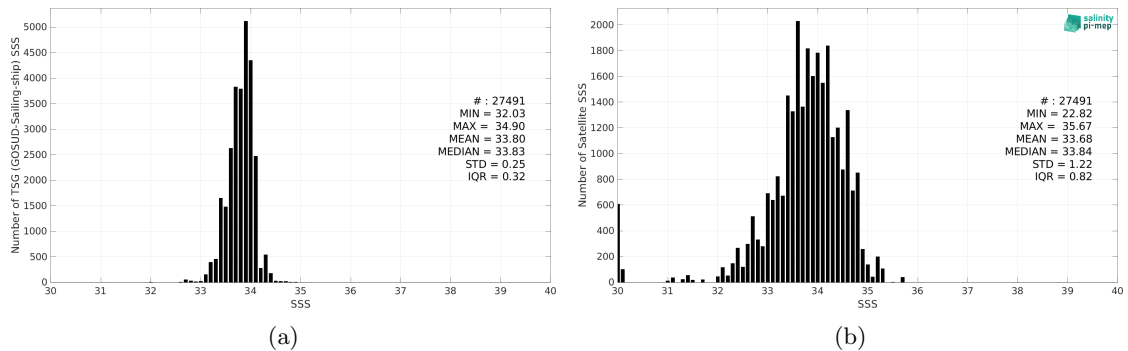 Number of TSG (GOSUD-Sailing-ship) SSS
5000
4500
4000
3500
3000
2500
2000
1500
1000
500
0
# : 27491
MIN = 32.03
MAX = 34.90
MEAN = 33.80
MEDIAN = 33.83
STD = 0.25
IQR = 0.32
30 31 32 33 34 35 36 37 38 39 40
SSS
(a)
Number of Satellite SSS
2000
1800
1600
1400
1200
1000
800
600
400
200
0
salinity
pi-mep
# : 27491
MIN = 22.82
MAX = 35.67
MEAN = 33.68
MEDIAN = 33.84
STD = 1.22
IQR = 0.82
30 31 32 33 34 35 36 37 38 39 40
SSS
(b)